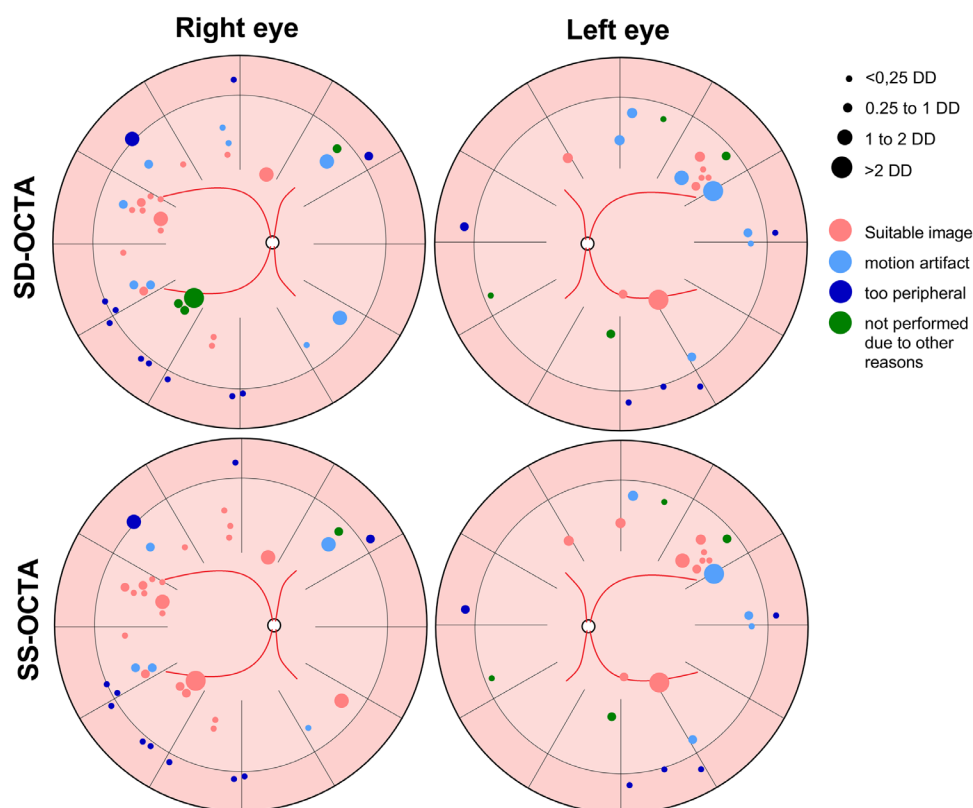 Right eye
Left eye
SD-OCTA
SS-OCTA
<0,25 DD
0.25 to 1 DD
1 to 2 DD
>2 DD
Suitable image
motion artifact
too peripheral
not performed
due to other
reasons